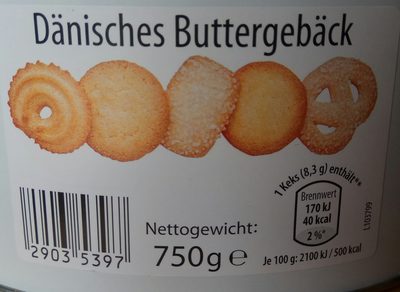 Dänisches Buttergebäck
1 Keks (8,3 g) enthält**
Brennwert
170 kJ
40 kcal
2 %*
Je 100 g: 2100 kJ / 500 kcal
L103799
Nettogewicht:
750g e
2903 5397